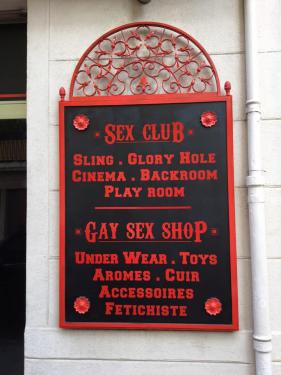 SEX CLUB
SLING . GLORY HOLE
CINEMA . BACKROOM
PLAY ROOM
GAY SEX SHOP
UNDER WEAR . TOYS
AROMES . CUIR
ACCESSOIRES
FETICHISTE